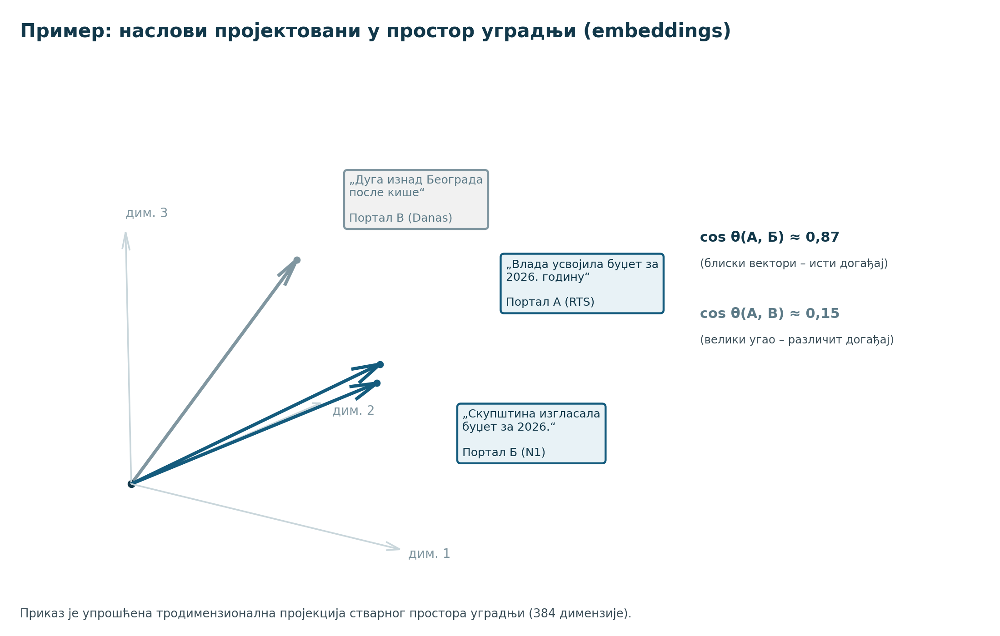 Пример: наслови пројектовани у простор уградњи (embeddings)
„Дуга изнад Београда
после кише“
Портал В (Danas)
дим. 3
cos θ(А, Б) ≈ 0,87
(блиски вектори – исти догађај)
„Влада усвојила буџет за
2026. годину“
Портал А (RTS)
cos θ(А, В) ≈ 0,15
(велики угао – различит догађај)
дим. 2
„Скупштина изгласала
буџет за 2026.“
Портал Б (N1)
дим. 1
Приказ је упрошћена тродимензионална пројекција стварног простора уградњи (384 димензије).